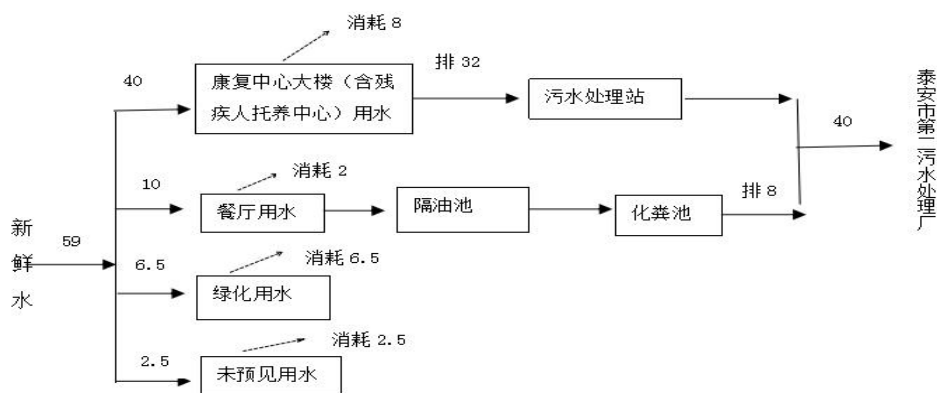 消耗 8
40
康复中心大楼（含残
疾人托养中心）用水
排 32
污水处理站
40
泰安市第二污水处理厂
消耗 2
10
餐厅用水
隔油池
化粪池
排 8
新鲜水
59
6.5
消耗 6.5
绿化用水
消耗 2.5
2.5
未预见用水